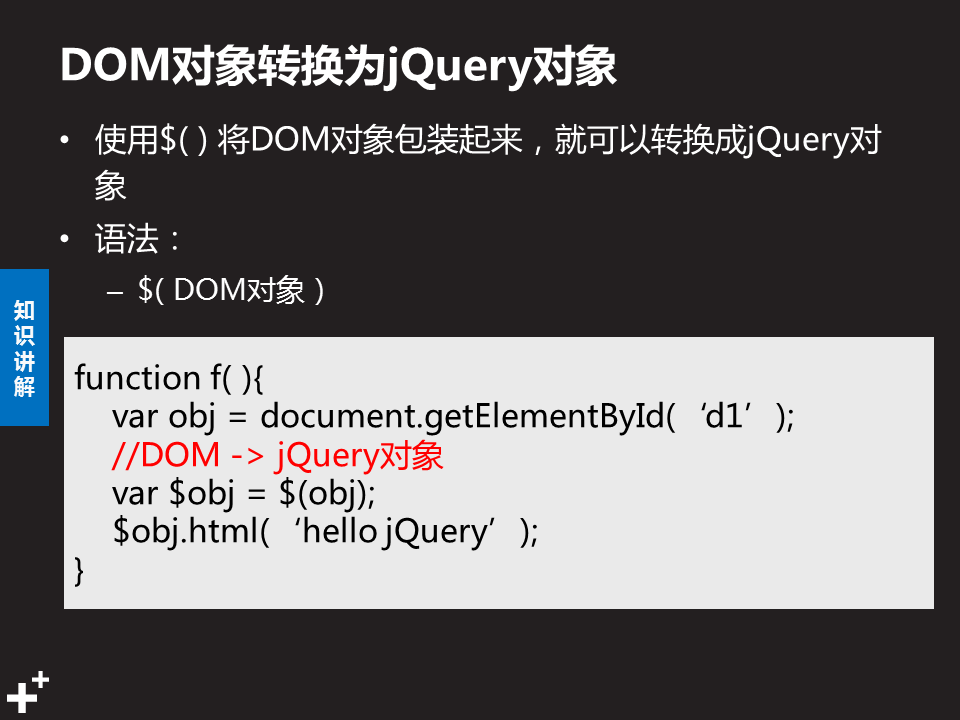 DOM对象转换为jQuery对象
• 使用$( ) 将DOM对象包装起来，就可以转换成jQuery对
象
• 语法：
– $( DOM对象 )
知
识
讲
解
function f( ){
var obj = document.getElementById(‘d1’);
//DOM -> jQuery对象
var $obj = $(obj);
$obj.html(‘hello jQuery’);
}